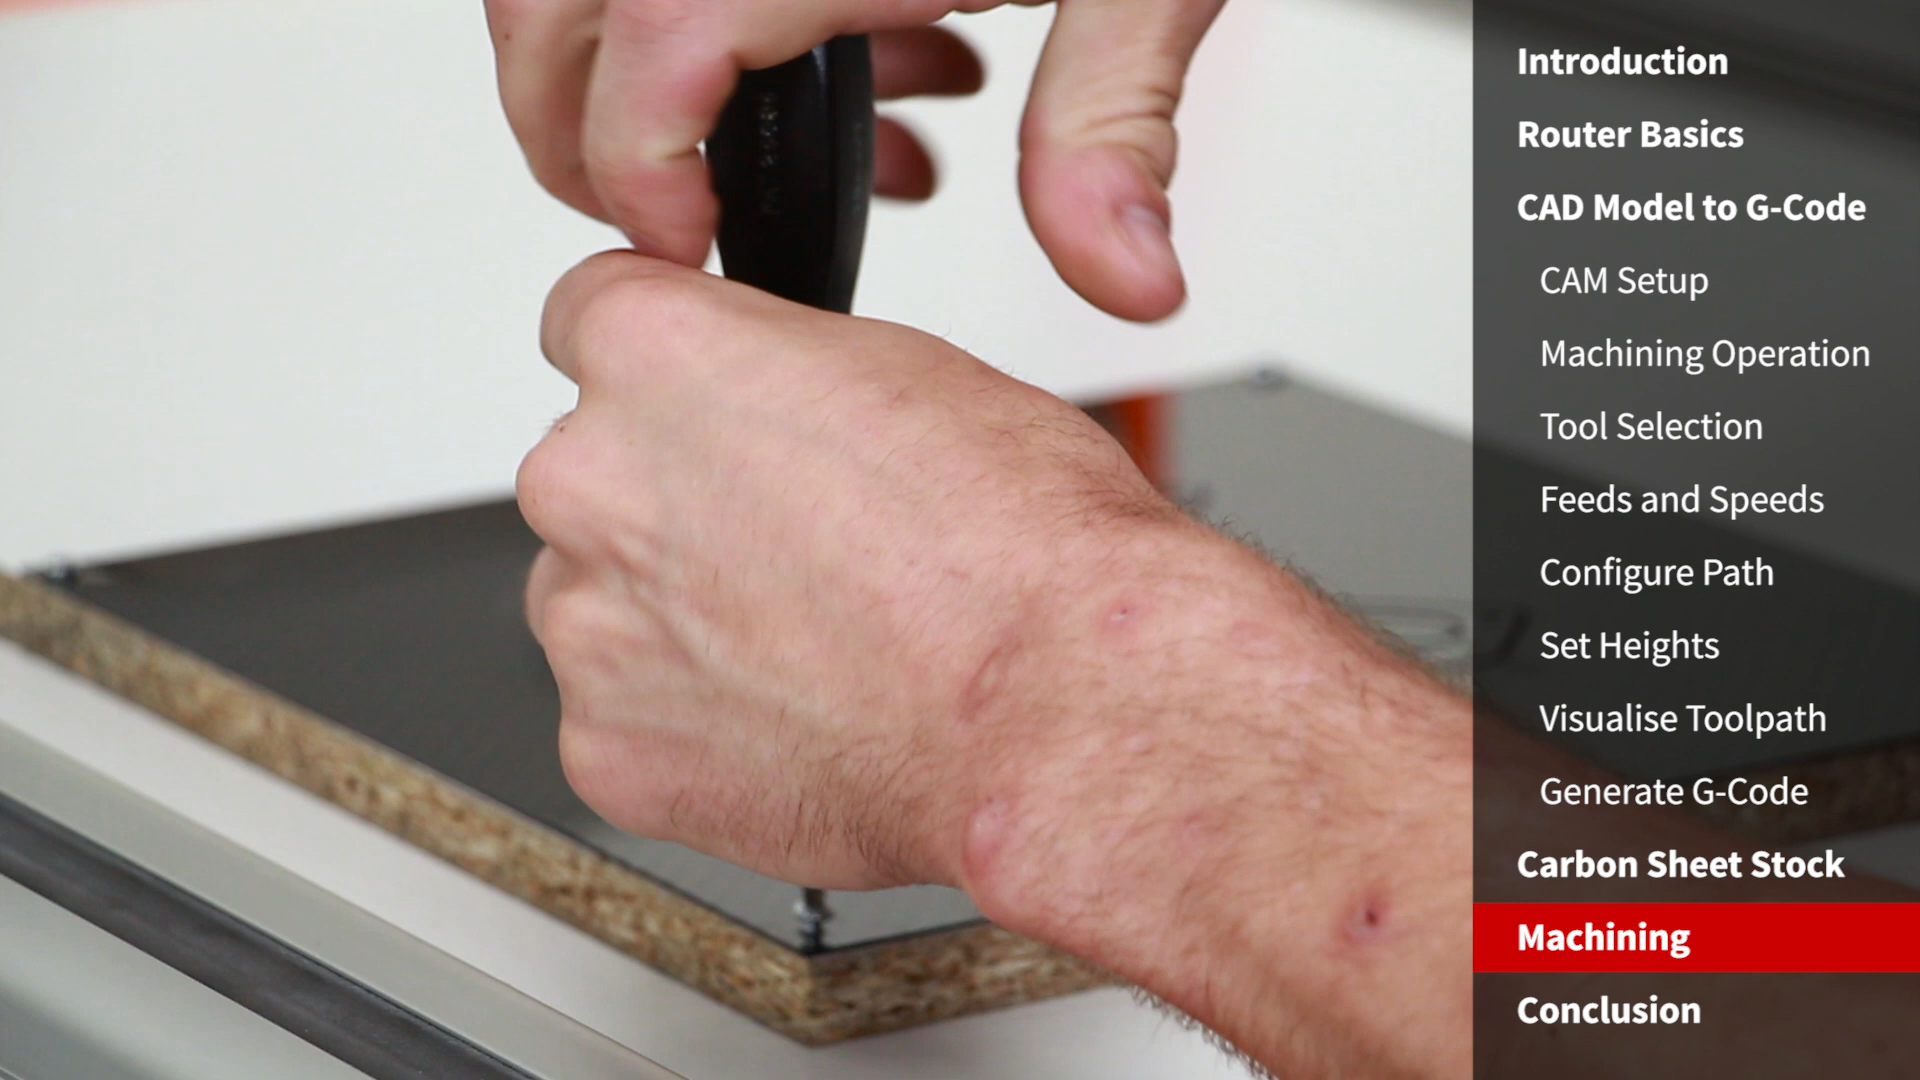 Introduction
Router Basics
CAD Model to G-Code
CAM Setup
Machining Operation
Tool Selection
Feeds and Speeds
Configure Path
Set Heights
Visualise Toolpath
Generate G-Code
Carbon Sheet Stock
Machining
Conclusion